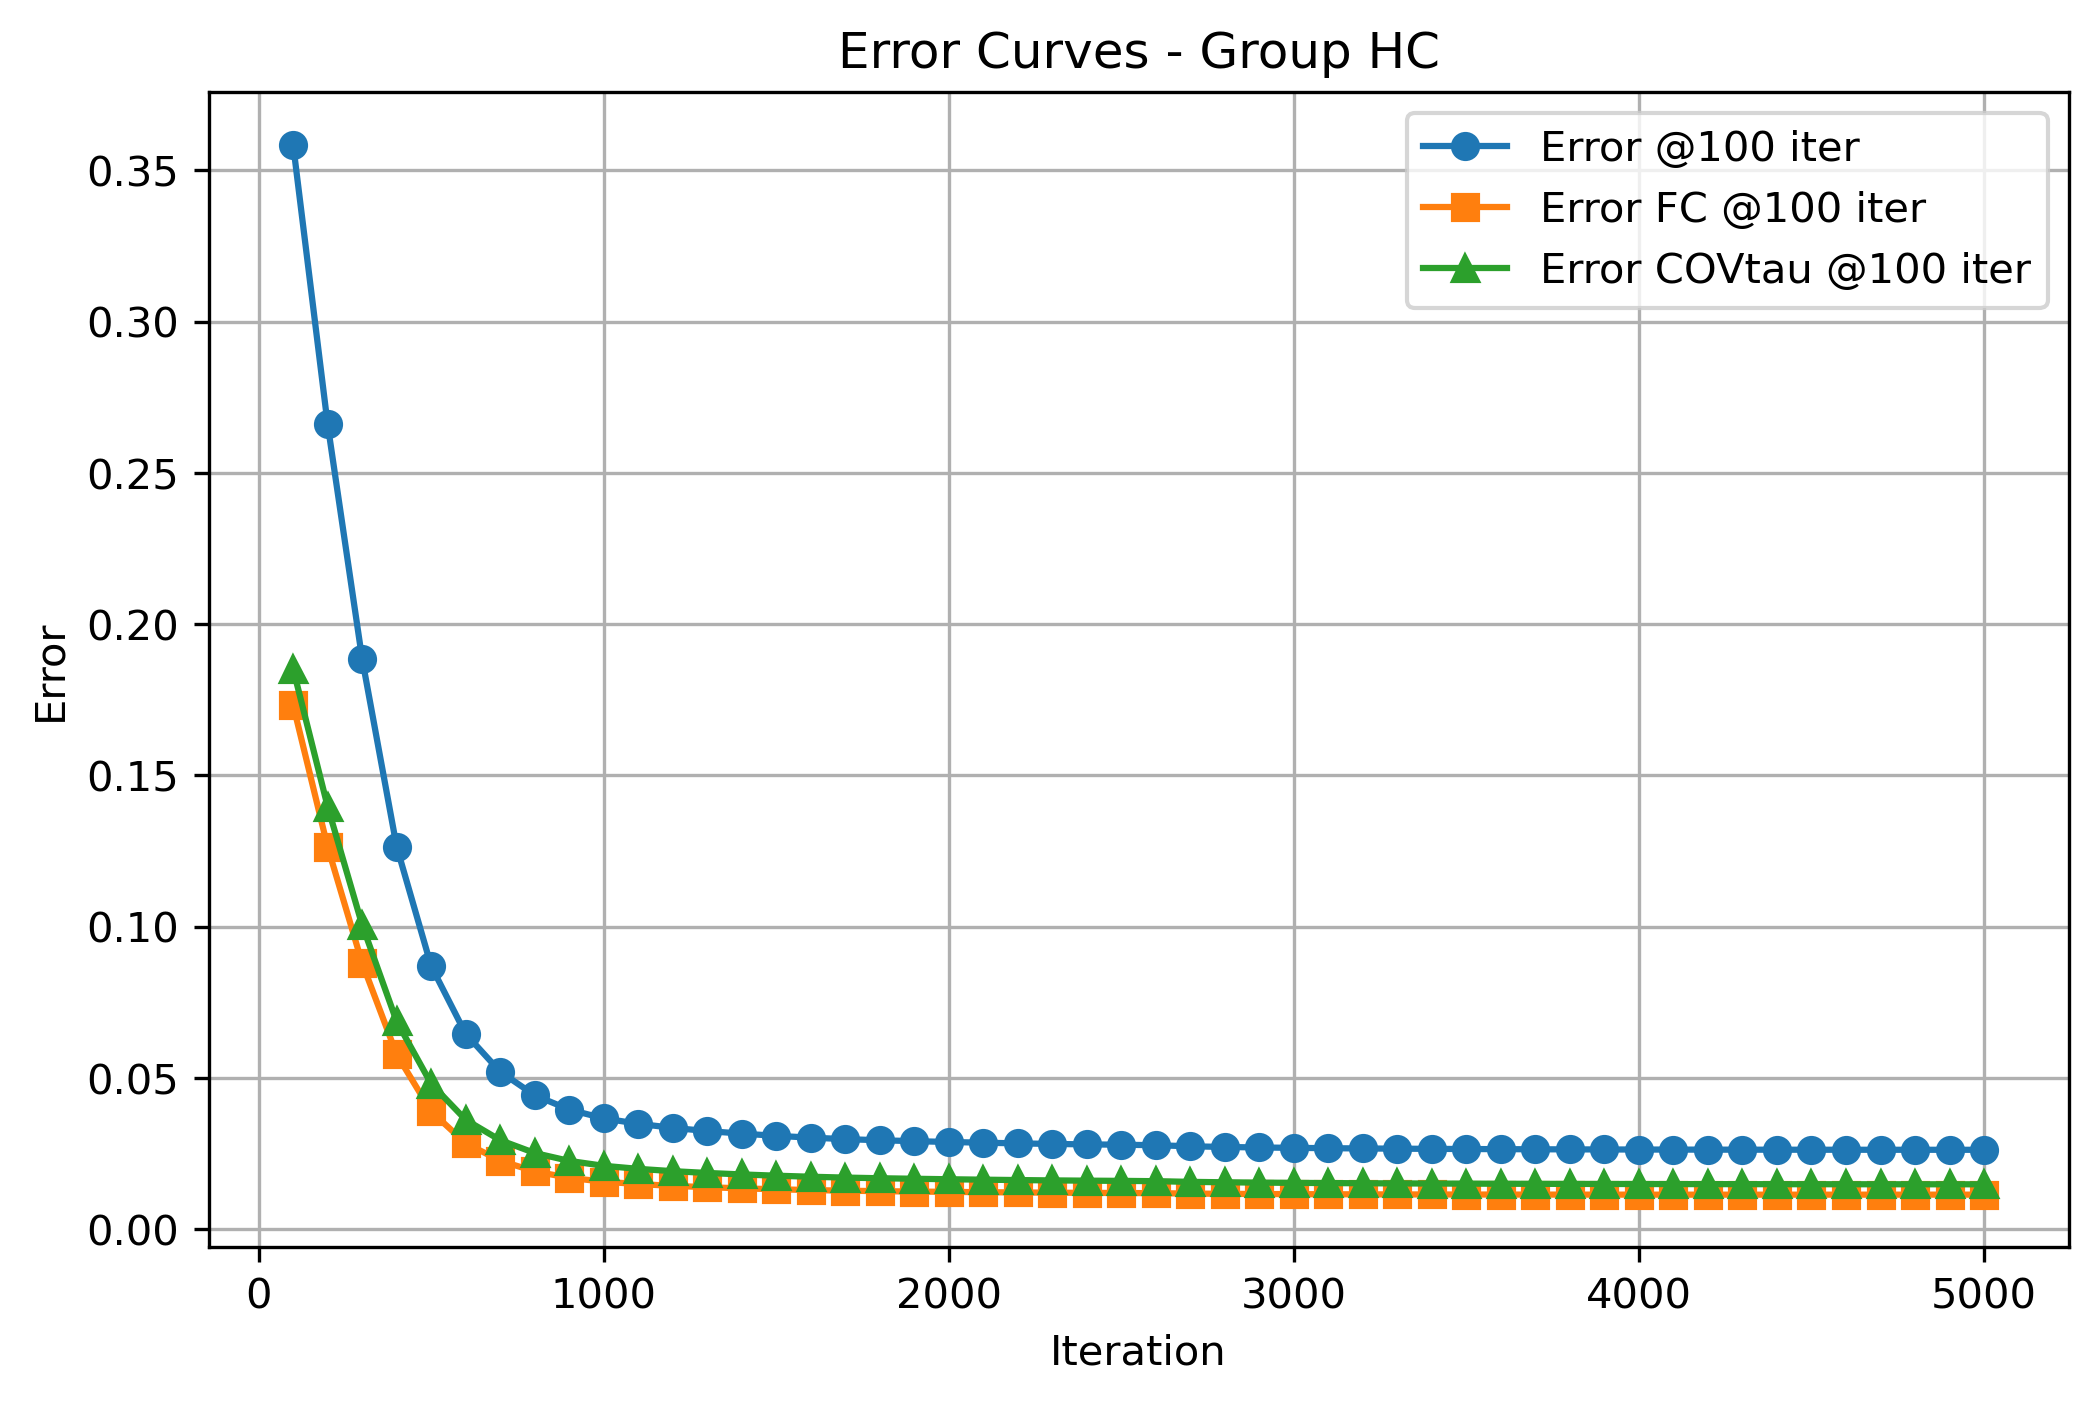 Error Curves - Group HC
Error @100 iter
Error FC @100 iter
Error COVtau @100 iter
0.35
0.30
0.25
0.20
0.15
0.10
0.05
0.00
Error
0 1000 2000 3000 4000 5000
Iteration